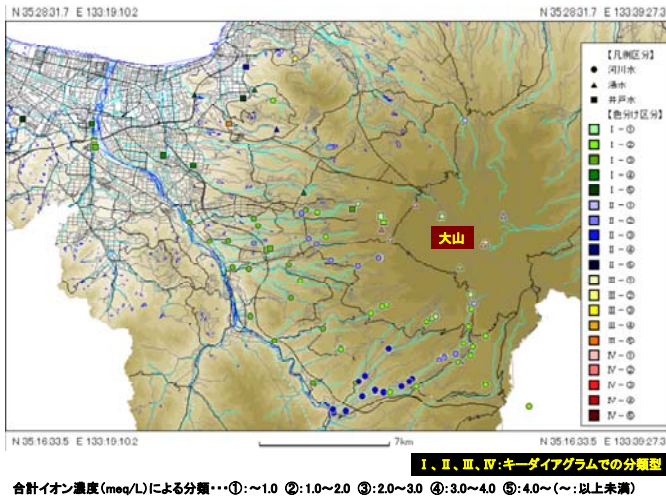 N 35:28:31.7 E 133:19:10.2
N 35:28:31.7 E 133:39:27.3
【凡例区分】
● 河川水
▲ 湧水
■ 井戸水
【色分け区分】
Ⅰ-①
Ⅰ-②
Ⅰ-③
Ⅰ-④
Ⅰ-⑤
Ⅱ-①
Ⅱ-②
Ⅱ-③
Ⅱ-④
Ⅱ-⑤
Ⅲ-①
Ⅲ-②
Ⅲ-③
Ⅲ-④
Ⅲ-⑤
Ⅳ-①
Ⅳ-②
Ⅳ-③
Ⅳ-④
Ⅳ-⑤
大山
N 35:16:33.5 E 133:19:10.2
7km
N 35:16:33.5 E 133:39:27.3
Ⅰ、Ⅱ、Ⅲ、Ⅳ:キーダイアグラムでの分類型
合計イオン濃度(meq/L)による分類・・・①:~1.0 ②:1.0~2.0 ③:2.0~3.0 ④:3.0~4.0 ⑤:4.0~(~:以上未満)